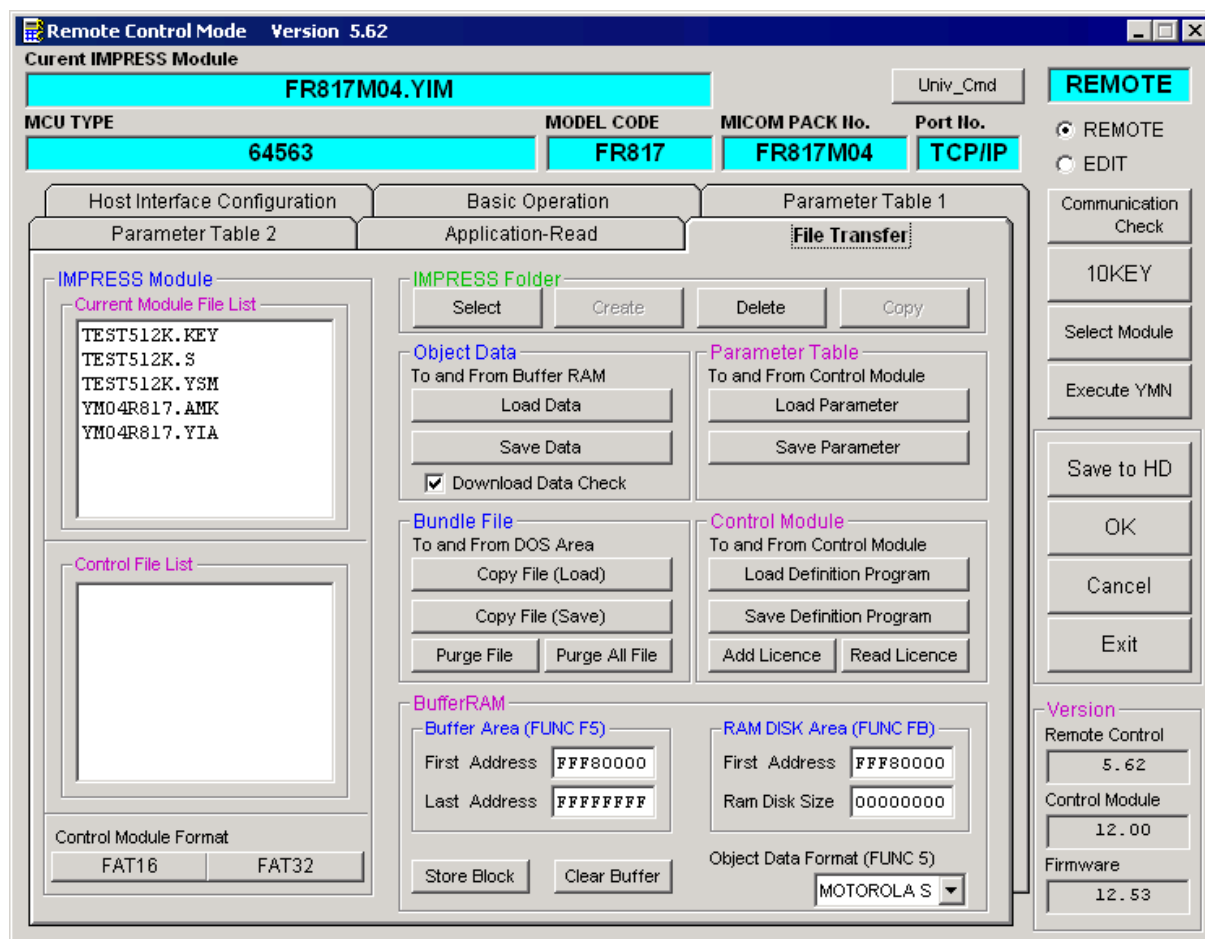 Remote Control Mode Version 5.62
Curent IMPRESS Module
FR817M04.YIM
Univ_Cmd
REMOTE
MCU TYPE
MODEL CODE
MICOM PACK No.
Port No.
64563
FR817
FR817M04
TCP/IP
REMOTE
EDIT
Host Interface Configuration
Basic Operation
Parameter Table 1
Parameter Table 2
Application-Read
File Transfer
IMPRESS Module
Current Module File List
TEST512K.KEY
TEST512K.S
TEST512K.YSM
YM04R817.AMK
YM04R817.YIA
Control File List
Control Module Format
FAT16
FAT32
IMPRESS Folder
Select
Create
Delete
Copy
Object Data
To and From Buffer RAM
Load Data
Save Data
Download Data Check
Parameter Table
To and From Control Module
Load Parameter
Save Parameter
Bundle File
To and From DOS Area
Copy File (Load)
Copy File (Save)
Purge File
Purge All File
Control Module
To and From Control Module
Load Definition Program
Save Definition Program
Add Licence
Read Licence
BufferRAM
Buffer Area (FUNC F5)
First Address FFF80000
Last Address FFFFFFFF
RAM DISK Area (FUNC FB)
First Address FFF80000
Ram Disk Size 00000000
Store Block
Clear Buffer
Object Data Format (FUNC 5)
MOTOROLA S
Communication
Check
10KEY
Select Module
Execute YMN
Save to HD
OK
Cancel
Exit
Version
Remote Control
5.62
Control Module
12.00
Firmware
12.53